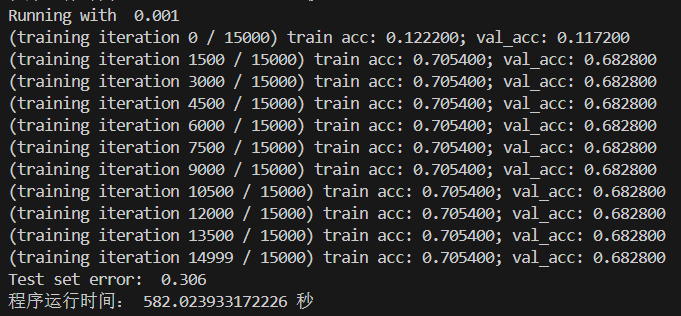 Running with  0.001
(training iteration 0 / 15000) train acc: 0.122200; val_acc: 0.117200
(training iteration 1500 / 15000) train acc: 0.705400; val_acc: 0.682800
(training iteration 3000 / 15000) train acc: 0.705400; val_acc: 0.682800
(training iteration 4500 / 15000) train acc: 0.705400; val_acc: 0.682800
(training iteration 6000 / 15000) train acc: 0.705400; val_acc: 0.682800
(training iteration 7500 / 15000) train acc: 0.705400; val_acc: 0.682800
(training iteration 9000 / 15000) train acc: 0.705400; val_acc: 0.682800
(training iteration 10500 / 15000) train acc: 0.705400; val_acc: 0.682800
(training iteration 12000 / 15000) train acc: 0.705400; val_acc: 0.682800
(training iteration 13500 / 15000) train acc: 0.705400; val_acc: 0.682800
(training iteration 14999 / 15000) train acc: 0.705400; val_acc: 0.682800
Test set error:  0.306
程序运行时间： 582.023933172226 秒